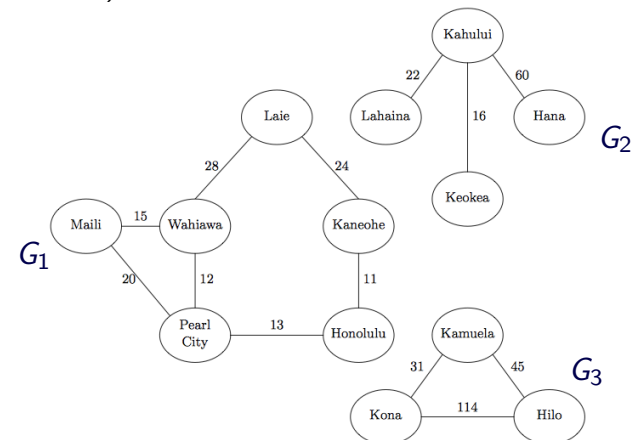 Kahului
22
60
Laie
Lahaina
16
Hana
G2
28
24
Keokea
Maili
15
Wahiawa
Kaneohe
G1
20
12
11
Pearl
City
13
Honolulu
Kamuela
31
45
G3
Kona
114
Hilo